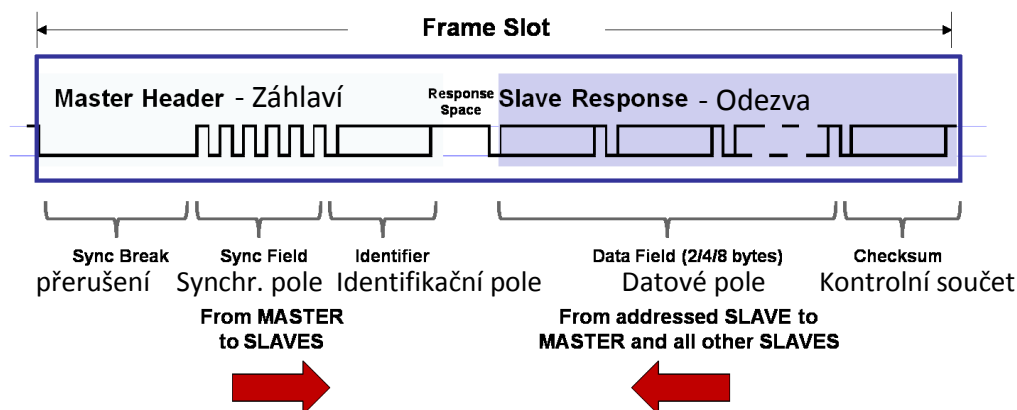 Frame Slot
Master Header - Záhlaví
Response
Space
Slave Response - Odezva
Sync Break
přerušení
Sync Field
Synchr. pole
Identifier
Identifikační pole
Data Field (2/4/8 bytes)
Datové pole
Checksum
Kontrolní součet
From MASTER
to SLAVES
From addressed SLAVE to
MASTER and all other SLAVES